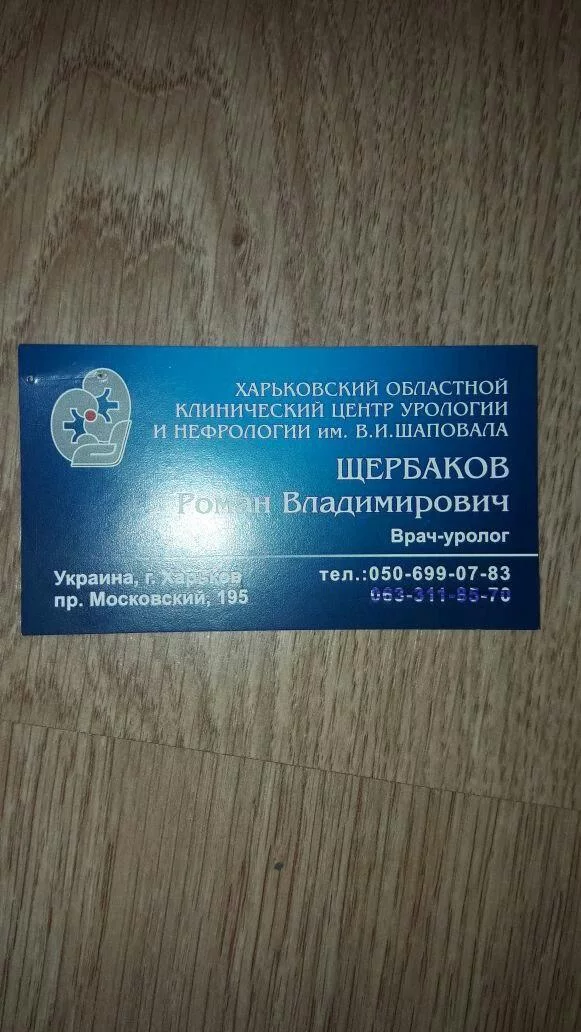 ХАРЬКОВСКИЙ ОБЛАСТНОЙ
КЛИНИЧЕСКИЙ ЦЕНТР УРОЛОГИИ
И НЕФРОЛОГИИ им. В.И.ШАПОВАЛА
ЩЕРБАКОВ
Роман Владимирович
Врач-уролог
Украина, г. Харьков
пр. Московский, 195
тел.:050-699-07-83
063-311-85-70